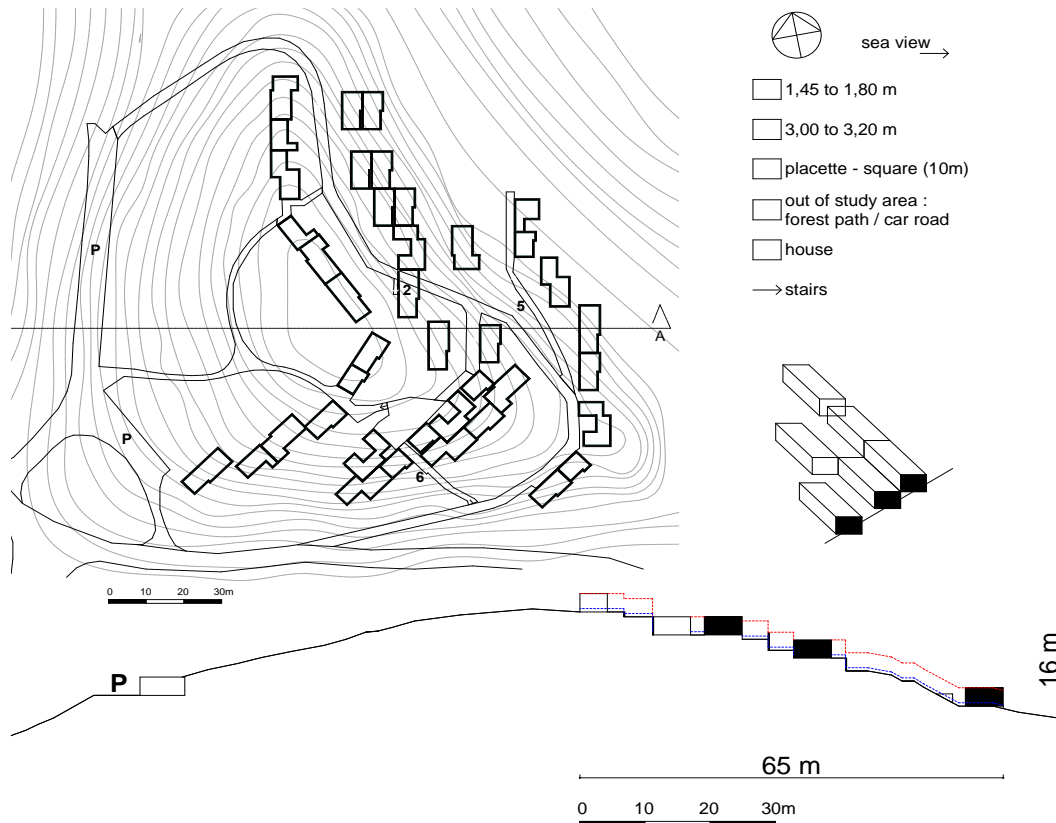 sea view
1,45 to 1,80 m
3,00 to 3,20 m
placette - square (10m)
out of study area :
forest path / car road
house
stairs
P
2
5
A
P
6
0 10 20 30m
P
16 m
65 m
0 10 20 30m